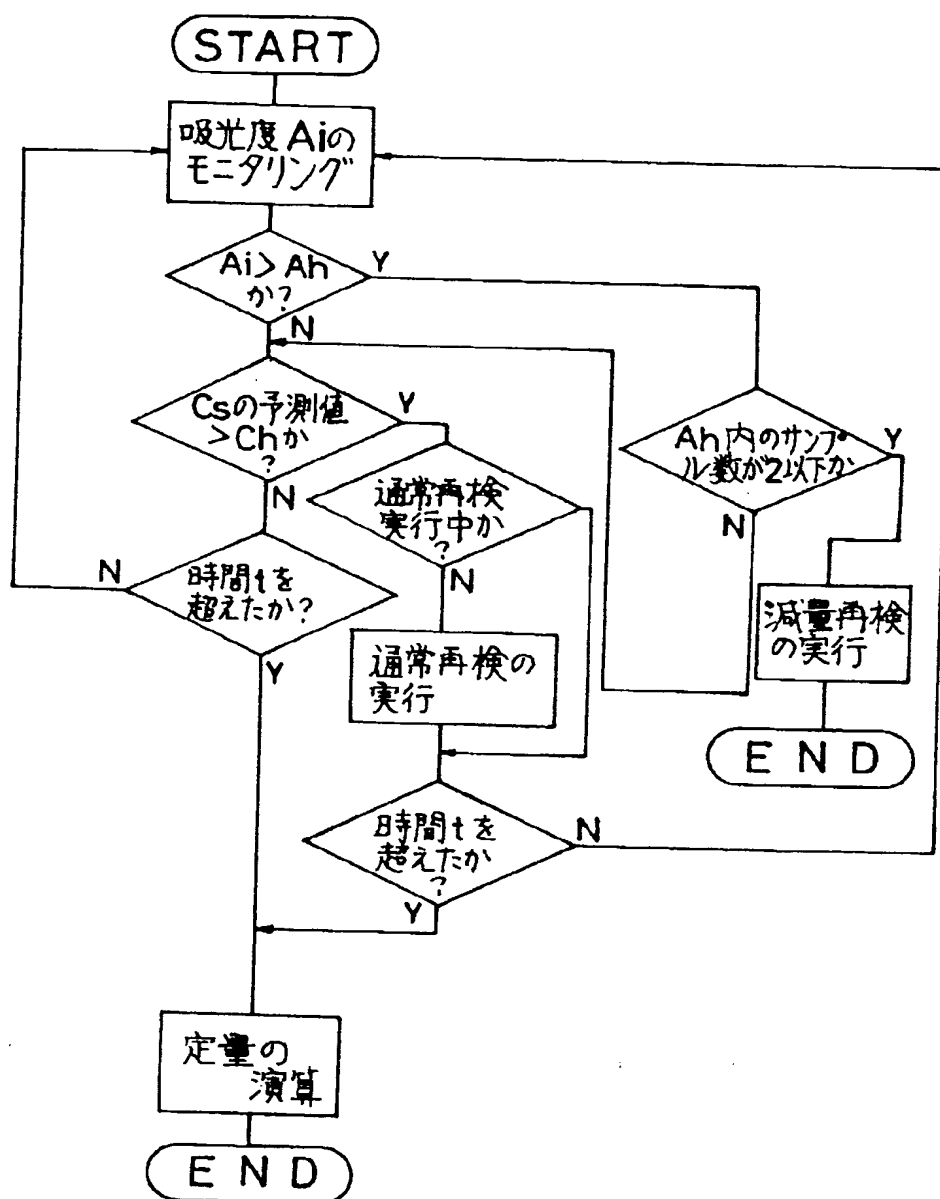 START
吸光度Aiの
モニタリング
Ai>Ah
か?
Y
N
Csの予測値
>Chか
?
Y
N
Ah内のサンプ
ル数が2以下か
Y
N
通常再検
実行中か
?
N
時間tを
超えたか?
N
Y
減量再検
の実行
通常再検の
実行
END
時間tを
超えたか
?
N
Y
定量の
演算
END